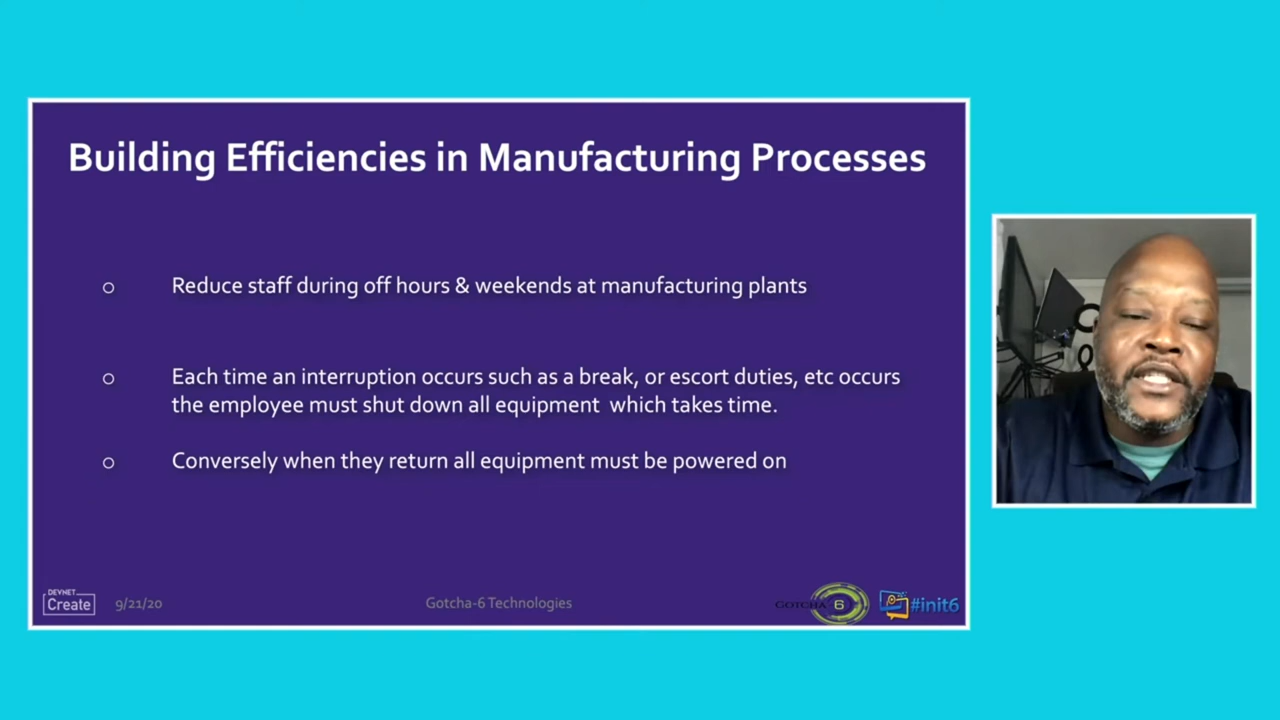 Building Efficiencies in Manufacturing Processes
Reduce staff during off hours & weekends at manufacturing plants
Each time an interruption occurs such as a break, or escort duties, etc occurs
the employee must shut down all equipment which takes time.
Conversely when they return all equipment must be powered on
DEVNET
Create
9/21/20
Gotcha-6 Technologies
GOTCHA 6
#init6